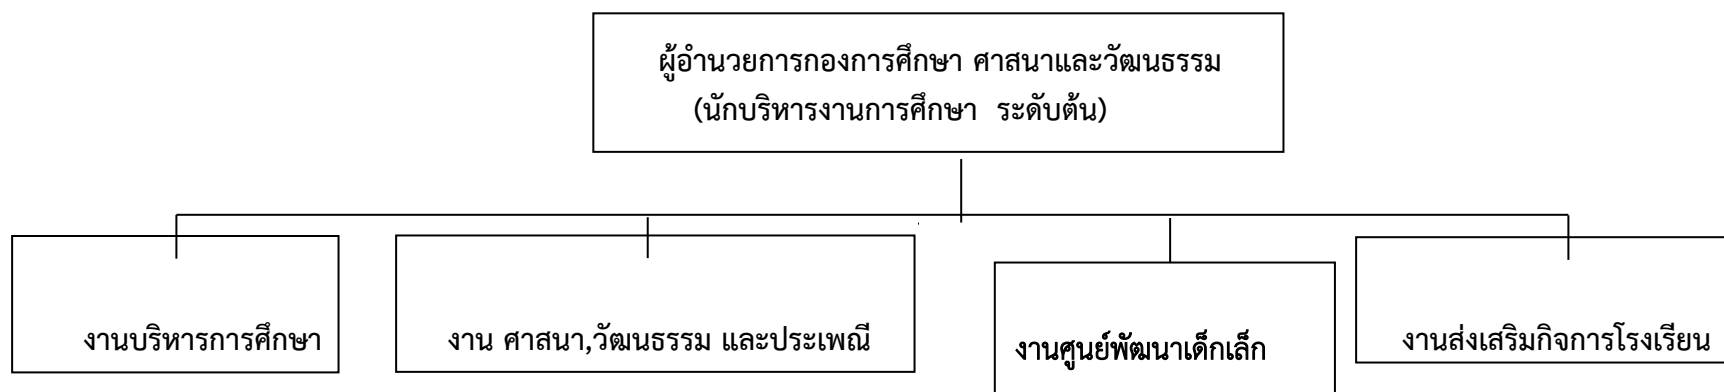 ผู้อำนวยการกองการศึกษา ศาสนาและวัฒนธรรม
(นักบริหารงานการศึกษา ระดับต้น)
งานบริหารการศึกษา
งาน ศาสนา,วัฒนธรรม และประเพณี
งานศูนย์พัฒนาเด็กเล็ก
งานส่งเสริมกิจการโรงเรียน